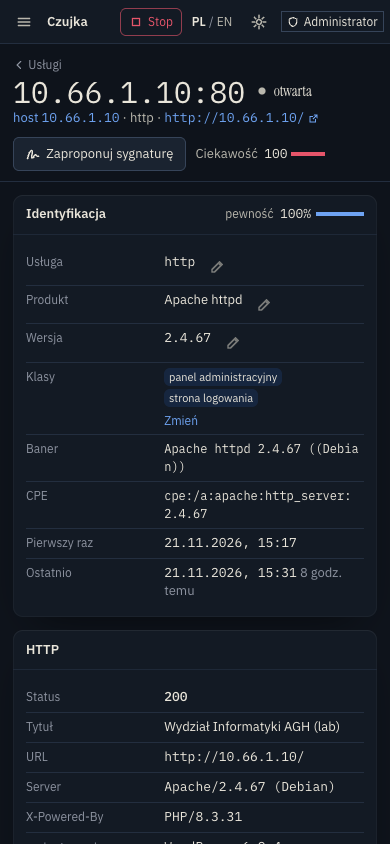 Czujka
Stop
PL / EN
Administrator
Usługi
10.66.1.10:80 • otwarta
host 10.66.1.10 · http · http://10.66.1.10/
Zaproponuj sygnaturę
Ciekawość 100
Identyfikacja
pewność 100%
Usługa http
Produkt Apache httpd
Wersja 2.4.67
Klasy panel administracyjny
strona logowania
Zmień
Baner Apache httpd 2.4.67 ((Debia
n))
CPE cpe:/a:apache:http_server:
2.4.67
Pierwszy raz 21.11.2026, 15:17
Ostatnio 21.11.2026, 15:31 8 godz.
temu
HTTP
Status 200
Tytuł Wydział Informatyki AGH (lab)
URL http://10.66.1.10/
Server Apache/2.4.67 (Debian)
X-Powered-By PHP/8.3.31